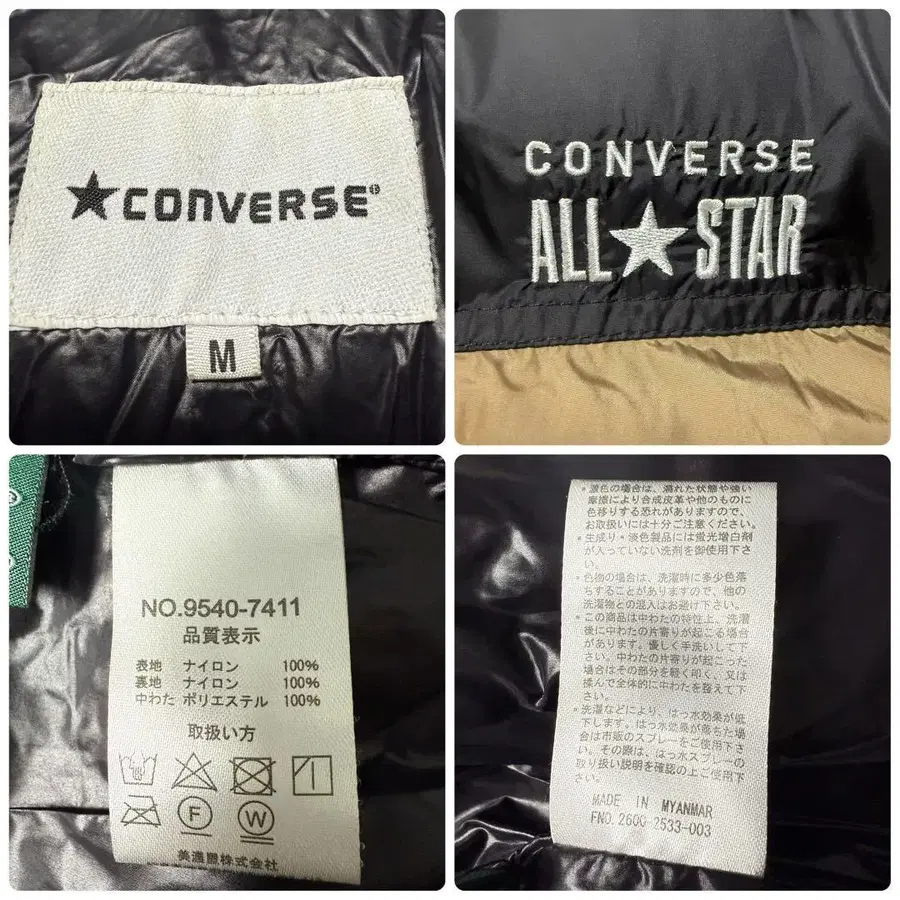 ★CONVERSE®
M
CONVERSE
ALL★STAR
NO.9540-7411
品質表示
表地 ナイロン 100%
裏地 ナイロン 100%
中わた ポリエステル 100%
取扱い方
F
W
美濃屋株式会社
・濃色の場合は、濡れた状態や強い
摩擦により合成皮革や他のものに
色移りする恐れがありますので、
お取扱いには十分ご注意ください。
・生成り・淡色製品には蛍光増白剤
が入っていない洗剤を御使用下さ
い。
・色物の場合は、洗濯時に多少色落
ちすることがありますので、他の
洗濯物との混入はお避け下さい。
・この商品は中わたの特性上、洗濯
後に中わたの片寄りが起こる場合
があります。優しく手洗いして下
さい。中わたの片寄りが起こった
場合はその部分を軽く叩く、又は
揉んで全体的に中わたを整えて下
さい。
・洗濯などにより、はっ水効果が低
下します。はっ水効果が落ちた場
合は市販のスプレーをご使用下さ
い。その際は、はっ水スプレーの
取り扱い説明を確認の上ご使用下
さい。
MADE IN MYANMAR
FNO. 2600-2533-003